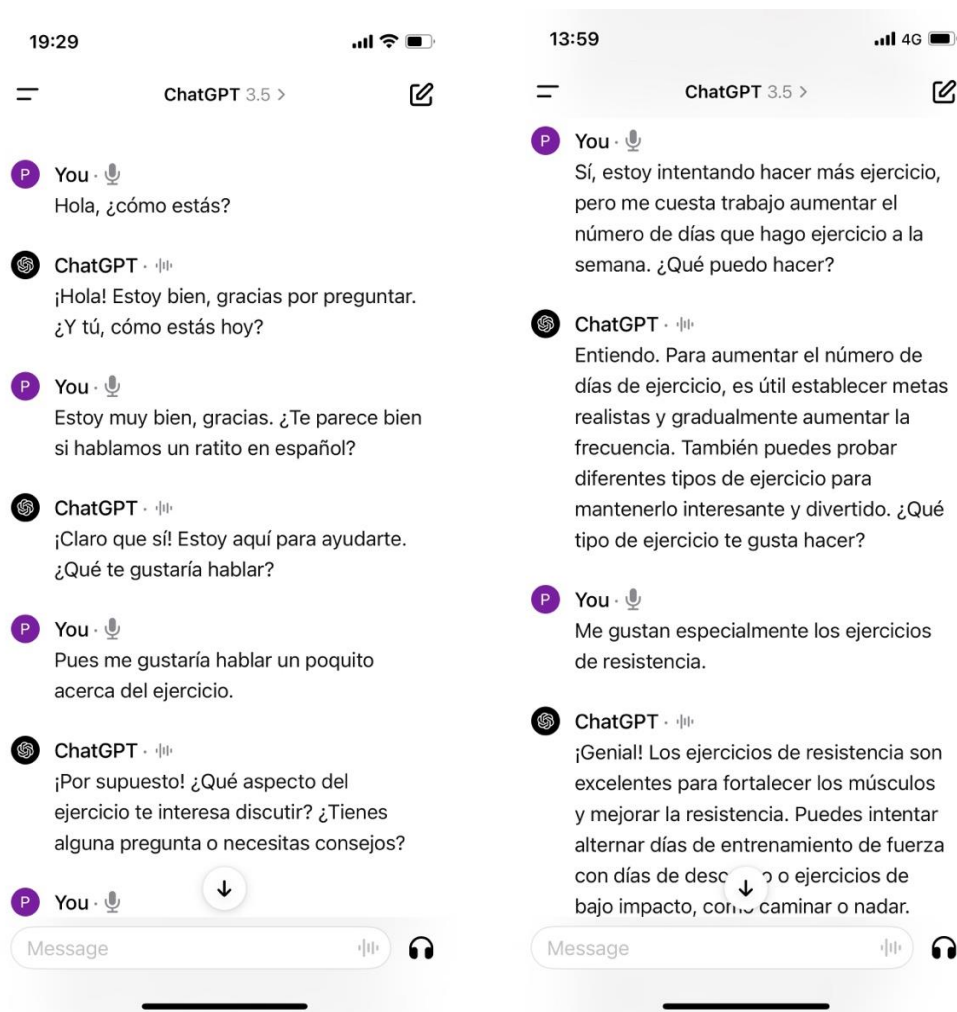 19:29
ChatGPT 3.5 >
P You
Hola, ¿cómo estás?
ChatGPT
¡Hola! Estoy bien, gracias por preguntar.
¿Y tú, cómo estás hoy?
P You
Estoy muy bien, gracias. ¿Te parece bien
si hablamos un ratito en español?
ChatGPT
¡Claro que sí! Estoy aquí para ayudarte.
¿Qué te gustaría hablar?
P You
Pues me gustaría hablar un poquito
acerca del ejercicio.
ChatGPT
¡Por supuesto! ¿Qué aspecto del
ejercicio te interesa discutir? ¿Tienes
alguna pregunta o necesitas consejos?
P You
Message
13:59
4G
ChatGPT 3.5 >
P You
Sí, estoy intentando hacer más ejercicio,
pero me cuesta trabajo aumentar el
número de días que hago ejercicio a la
semana. ¿Qué puedo hacer?
ChatGPT
Entiendo. Para aumentar el número de
días de ejercicio, es útil establecer metas
realistas y gradualmente aumentar la
frecuencia. También puedes probar
diferentes tipos de ejercicio para
mantenerlo interesante y divertido. ¿Qué
tipo de ejercicio te gusta hacer?
P You
Me gustan especialmente los ejercicios
de resistencia.
ChatGPT
¡Genial! Los ejercicios de resistencia son
excelentes para fortalecer los músculos
y mejorar la resistencia. Puedes intentar
alternar días de entrenamiento de fuerza
con días de o ejercicios de
bajo impacto, como caminar o nadar.
Message